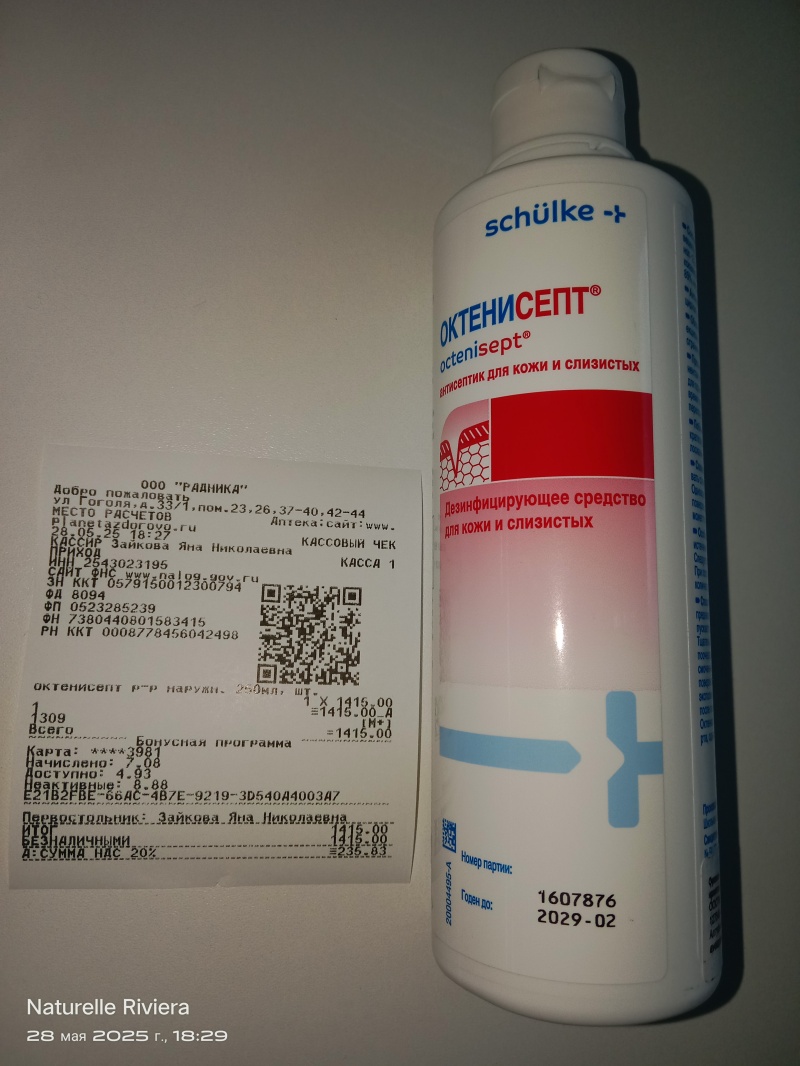 ООО "РАДНИКА"
Добро пожаловать
ул Гоголя,д.33/1,пом.23,26,37-40,42-44
МЕСТО РАСЧЕТОВ Аптека:сайт:www.
planetazdorovo.ru
28.05.25 18:27 КАССОВЫЙ ЧЕК
КАССИР Зайкова Яна Николаевна
ПРИХОД КАССА 1
ИНН 2543023195
САЙТ ФНС www.nalog.gov.ru
ЗН ККТ 0579150012300794
ФД 8094
ФП 0523285239
ФН 7380440801583415
РН ККТ 0008778456042498
октенисепт р-р наружн. 250мл, шт.
1 X 1415.00
1 =1415.00_А
1309 [М+]
Всего =1415.00
Бонусная программа
Карта: ****3981
Начислено: 7.08
Доступно: 4.93
Неактивные: 8.88
E21B2FBE-66AC-4B7E-9219-3D540A4003A7
Первостольник: Зайкова Яна Николаевна
ИТОГ 1415.00
БЕЗНАЛИЧНЫМИ 1415.00
А:СУММА НДС 20% =235.83
schülke
ОКТЕНИСЕПТ®
octenisept®
антисептик для кожи и слизистых
Дезинфицирующее средство
для кожи и слизистых
20004495-A
Номер партии: 1607876
Годен до: 2029-02
Naturelle Riviera
28 мая 2025 г., 18:29